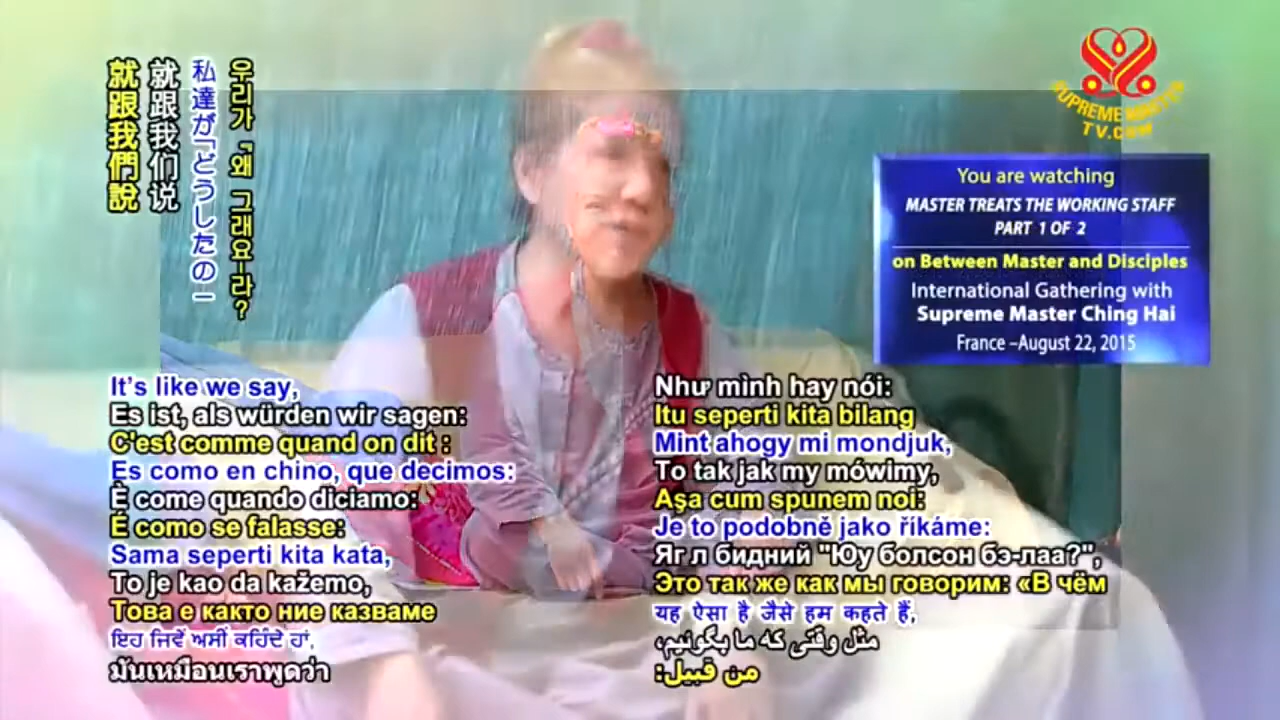 就跟我們說
就跟我们说
私達が「どうしたの－
우리가 "왜 그래요-라?
SUPREME MASTER
TV.COM
You are watching
MASTER TREATS THE WORKING STAFF
PART 1 OF 2
on Between Master and Disciples
International Gathering with
Supreme Master Ching Hai
France –August 22, 2015
It's like we say,
Es ist, als würden wir sagen:
C'est comme quand on dit :
Es como en chino, que decimos:
È come quando diciamo:
É como se falasse:
Sama seperti kita kata,
To je kao da kažemo,
Това е както ние казваме
ਇਹ ਜਿਵੇਂ ਅਸੀਂ ਕਹਿੰਦੇ ਹਾਂ,
มันเหมือนเราพูดว่า
Như mình hay nói:
Itu seperti kita bilang
Mint ahogy mi mondjuk,
To tak jak my mówimy,
Aşa cum spunem noi:
Je to podobně jako říkáme:
Яг л бидний "Юу болсон бэ-лаа?",
Это так же как мы говорим: «В чём
यह ऐसा है जैसे हम कहते हैं,
مثل وقتی که ما بگوئیم،
من قبيل: